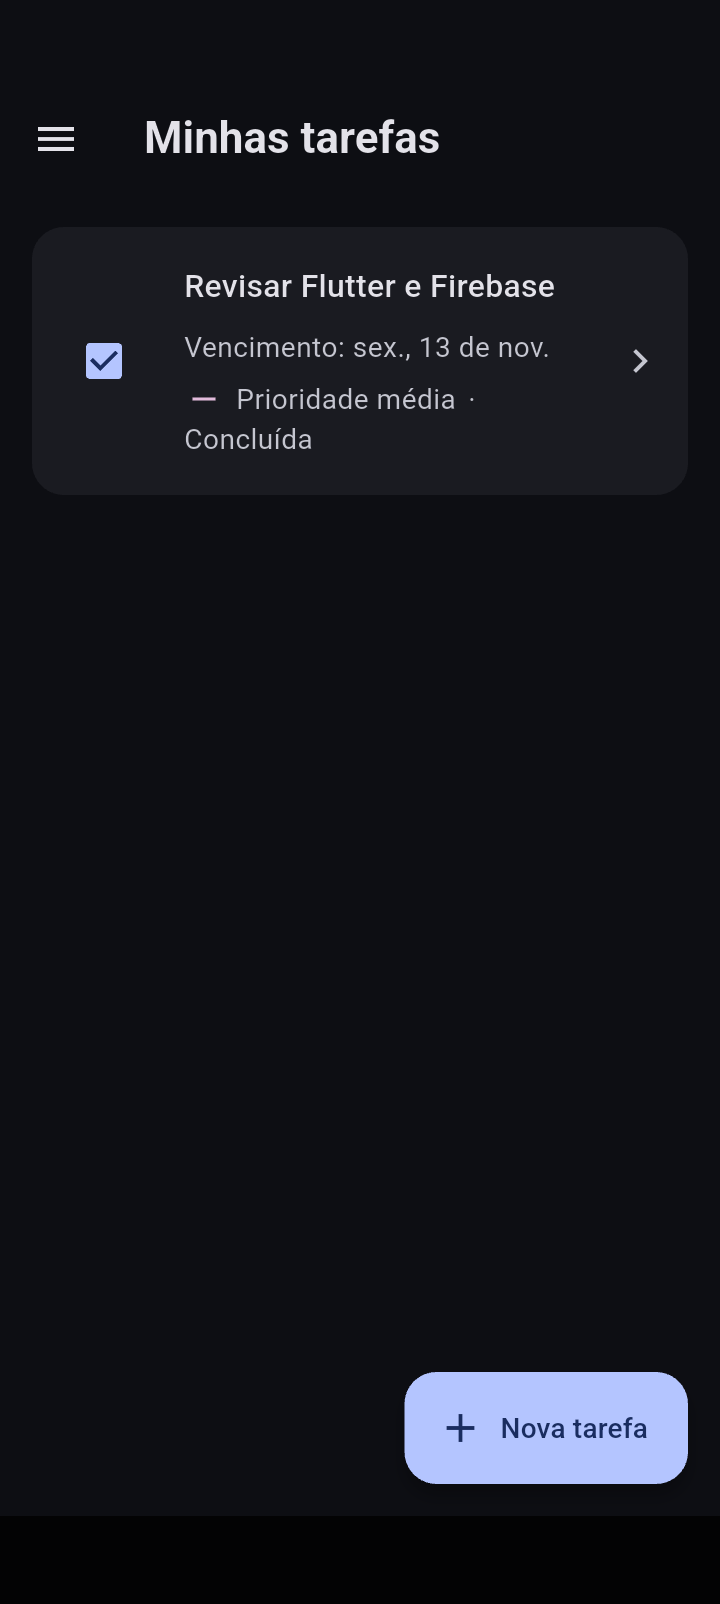 Minhas tarefas
Revisar Flutter e Firebase
Vencimento: sex., 13 de nov.
Prioridade média ·
Concluída
Nova tarefa